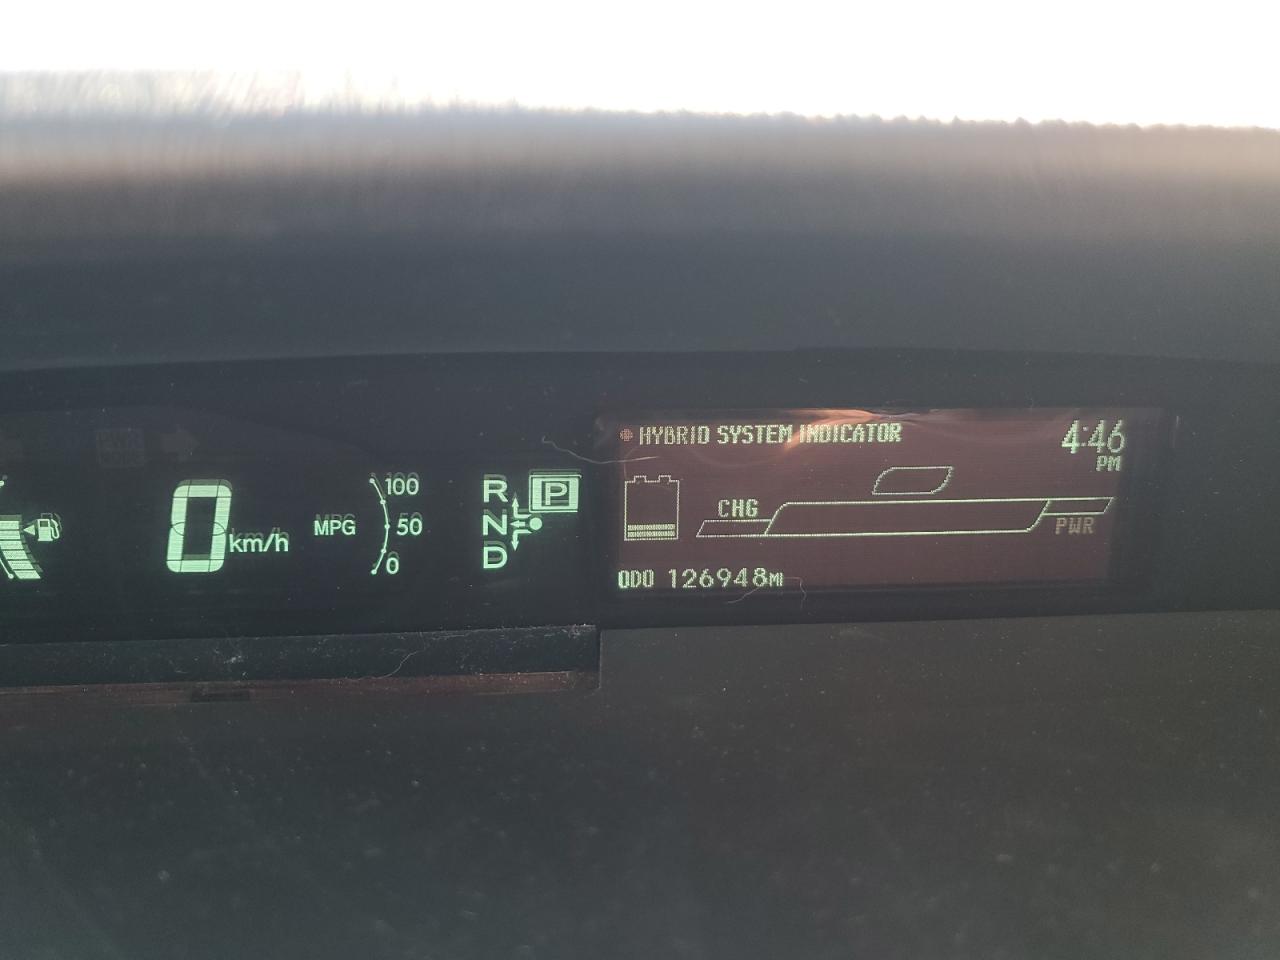 HYBRID SYSTEM INDICATOR
4:46
PM
100
MPG 50
0
0 km/h
R P
N
D
CHG
PWR
ODO 126948MI